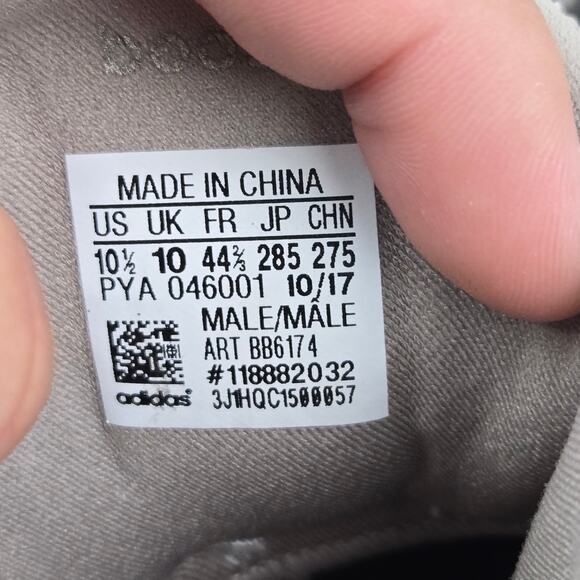 MADE IN CHINA
US UK FR JP CHN
10½ 10 44⅔ 285 275
PYA 046001 10/17
MALE/MÂLE
ART BB6174
#118882032
adidas® 3J1HQC1500057